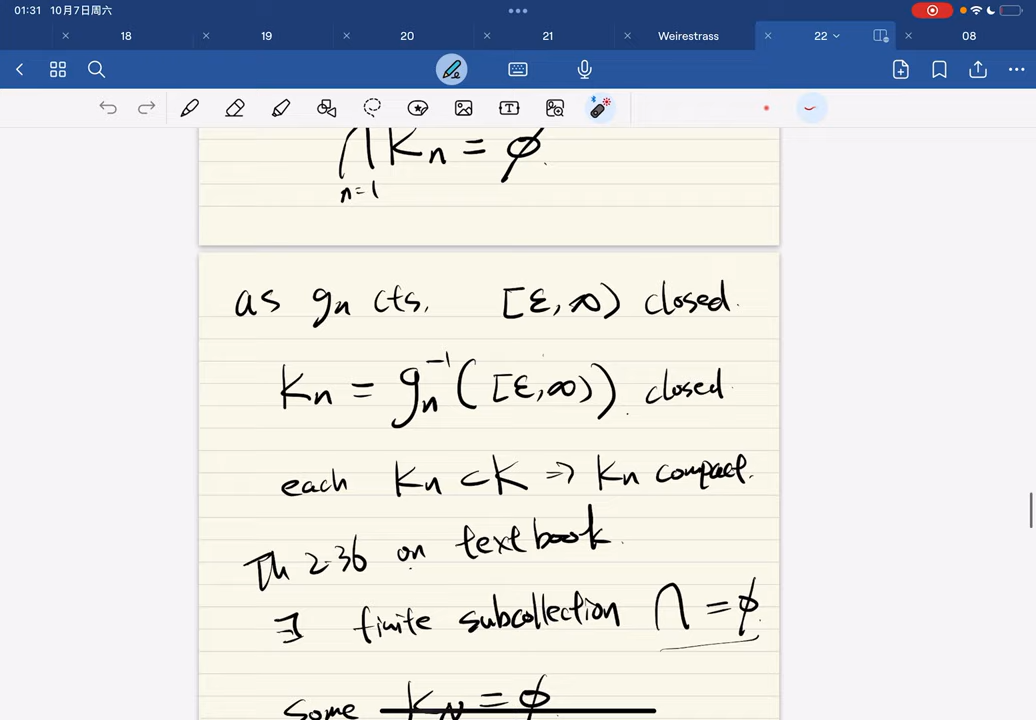 01:31 10月7日周六
18 19 20 21 Weirestrass 22 08
T
⋂ Kn = ϕ.
n=1
as gn cts. [ε,∞) closed.
Kn = gn⁻¹([ε,∞)). closed
each Kn ⊂ K ⇒ Kn compact.
Th 2.36 on textbook.
∃ finite subcollection ⋂ = ϕ.
some KN = ϕ